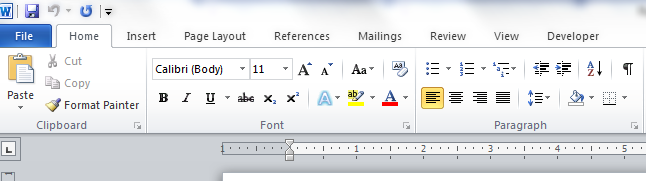 W
File Home Insert Page Layout References Mailings Review View Developer
Paste
Cut
Copy
Format Painter
Clipboard
Calibri (Body) 11 A A Aa
B I U abc x₂ x² A ab A
Font
A Z ¶
Paragraph
L
1 1 2 3 4 5